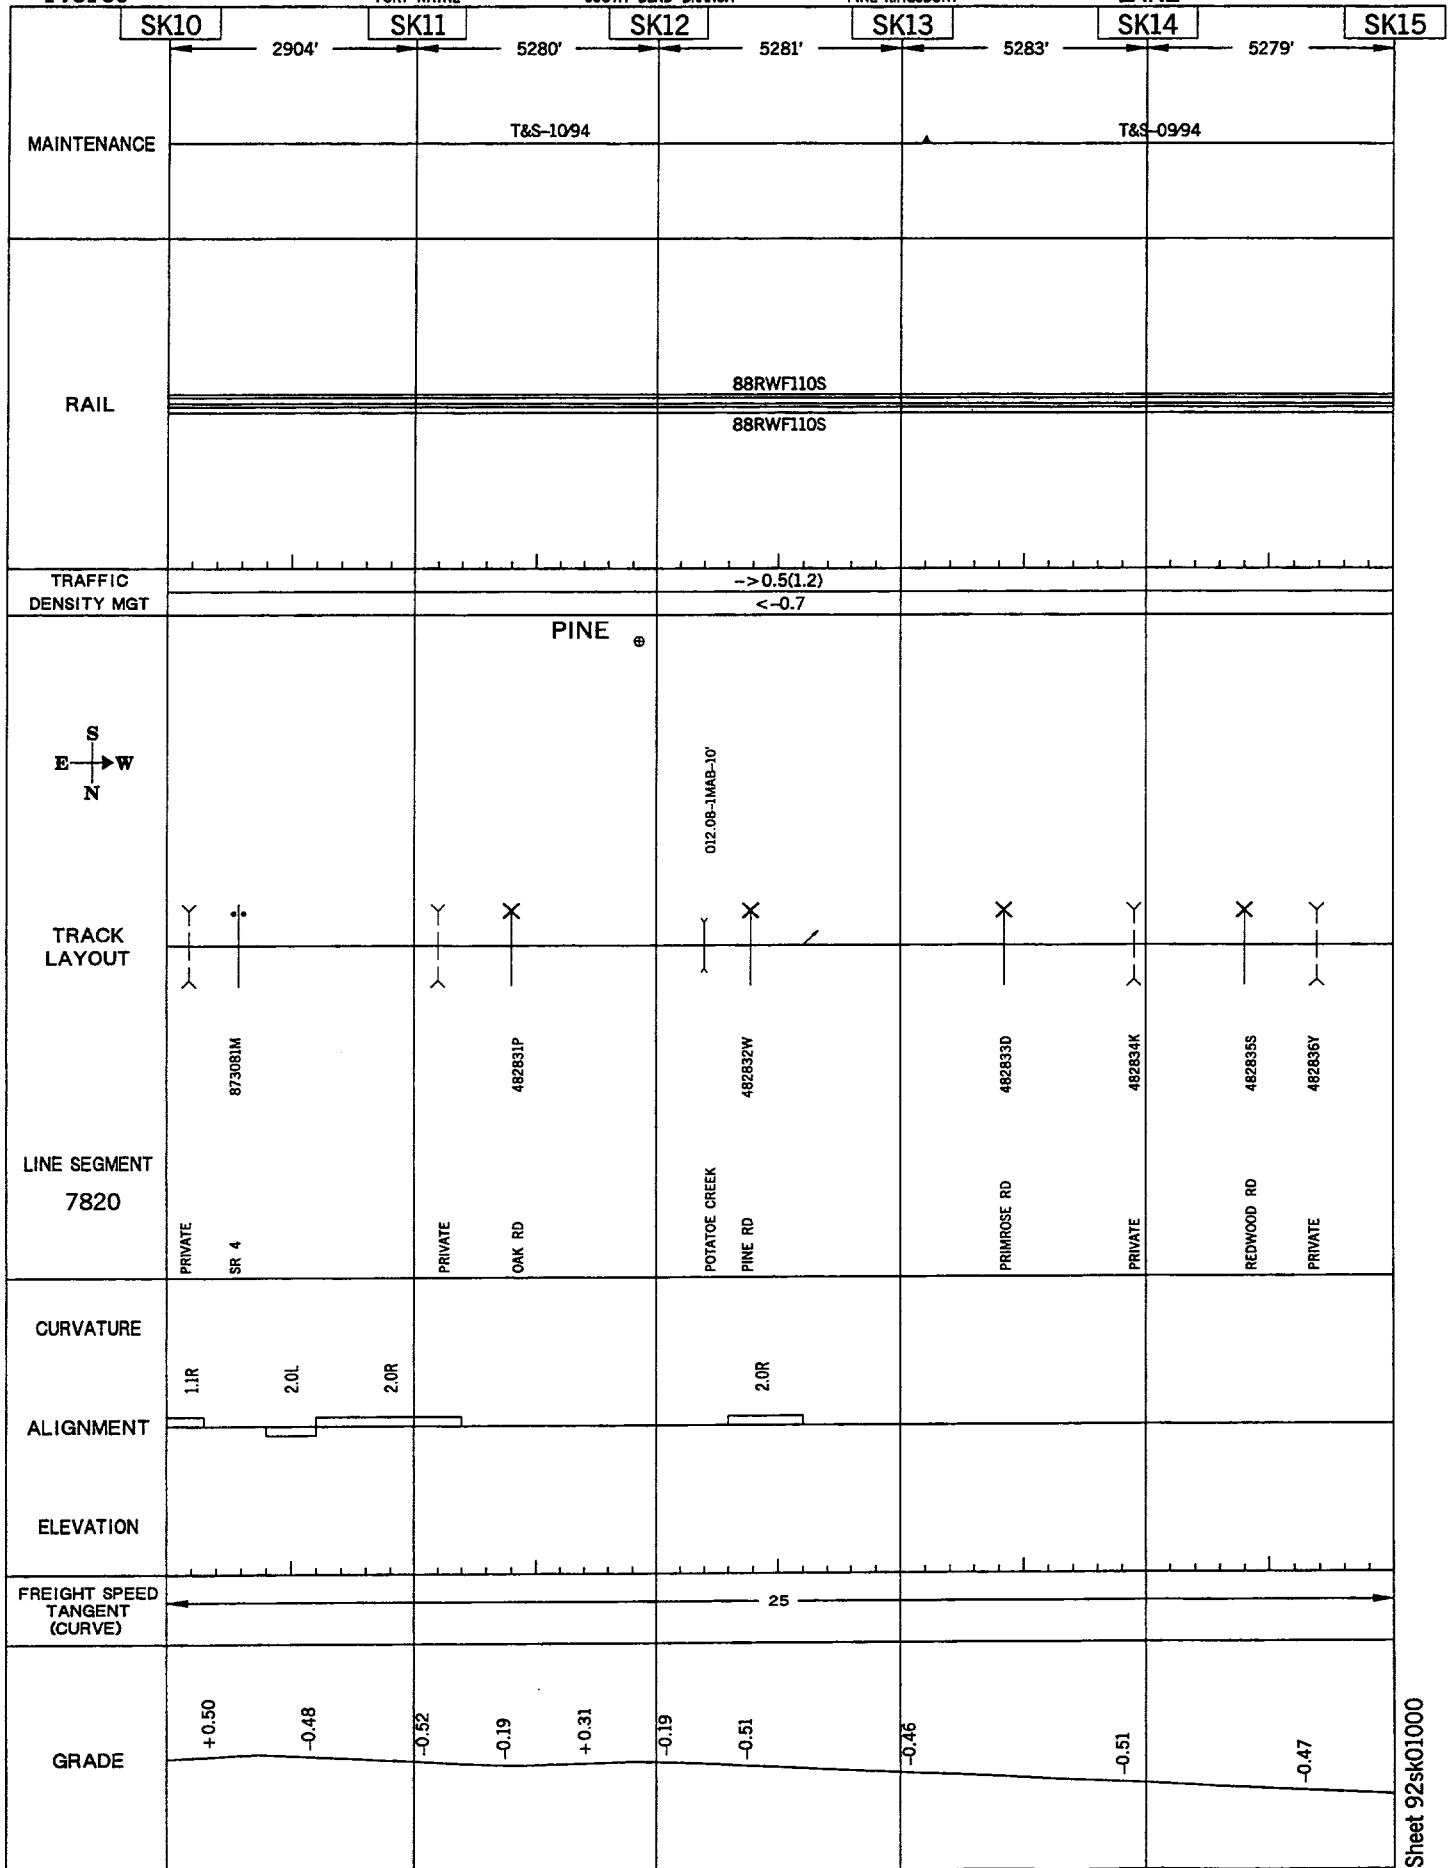 SK10 SK11 SK12 SK13 SK14 SK15
2904' 5280' 5281' 5283' 5279'
MAINTENANCE
T&S-10/94 T&S-09/94
RAIL
88RWF110S
88RWF110S
TRAFFIC
DENSITY MGT
->0.5(1.2)
<-0.7
PINE
S
E W
N
012.08-1MAB-10'
TRACK
LAYOUT
873081M
482831P
482832W
482833D
482834K
482835S
482836Y
LINE SEGMENT
7820
PRIVATE
SR 4
PRIVATE
OAK RD
POTATOE CREEK
PINE RD
PRIMROSE RD
PRIVATE
REDWOOD RD
PRIVATE
CURVATURE
1.1R
2.0L
2.0R
2.0R
ALIGNMENT
ELEVATION
FREIGHT SPEED
TANGENT
(CURVE)
25
GRADE
+0.50
-0.48
-0.52
-0.19
+0.31
-0.19
-0.51
-0.46
-0.51
-0.47
Sheet 92sk01000